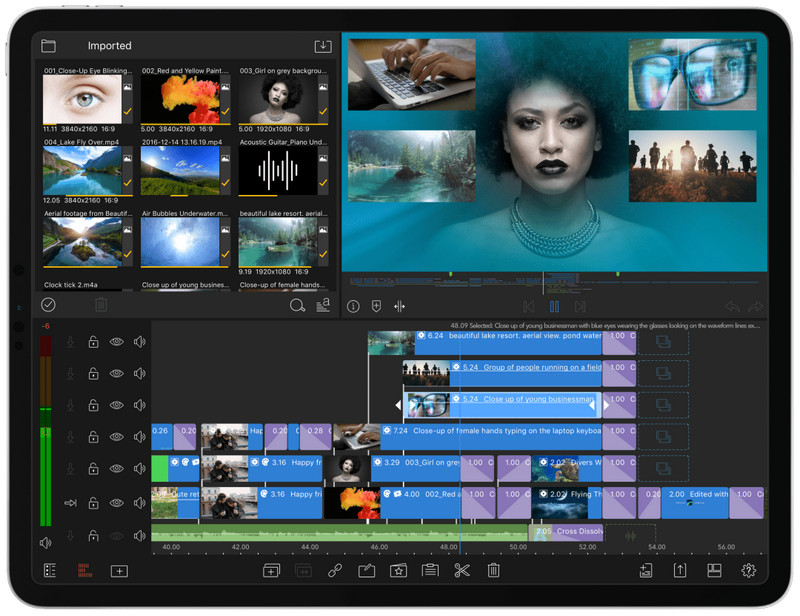 Imported
001_Close-Up Eye Blinking...
002_Red and Yellow Paint...
003_Girl on grey backgrou...
11.11 3840x2160 16:9
5.00 3840x2160 16:9
5.00 1920x1080 16:9
004_Lake Fly Over.mp4
2016-12-14 13.16.19.mp4
Acoustic Guitar_Piano Und...
12.05 3840x2160 16:9
Aerial footage from Beautif...
Air Bubbles Underwater.m...
beautiful lake resort. aerial...
9.19 1920x1080 16:9
Clock tick 2.m4a
Close up of young busines...
Close-up of female hands...
a
-6
48.09 Selected: Close up of young businessman with blue eyes wearing the glasses looking on the waveform lines ex...
6.24 beautiful lake resort. aerial view. pond water
1.00 C
5.24 Group of people running on a field
1.00 C
5.24 Close up of young businessman
1.00 C
0.26
0.20
Hap
0.20
C
0.28 C
7.24 Close-up of female hands typing on the laptop keyboa
1.00 C
3.16 Happy fr
3.29 003_Girl on grey
1.00 C
1.00 C
2.02 Divers W
1.00 C
Cute ret
3.16 Happy fri
4.00 002_Red a
1.00 C
1.00 C
2.02 Flying Th
1.00 C
0.20
2.00 Edited with
1.00 C
7.05 Cross Dissolv
40.00
42.00
44.00
46.00
48.00
50.00
52.00
54.00
56.00